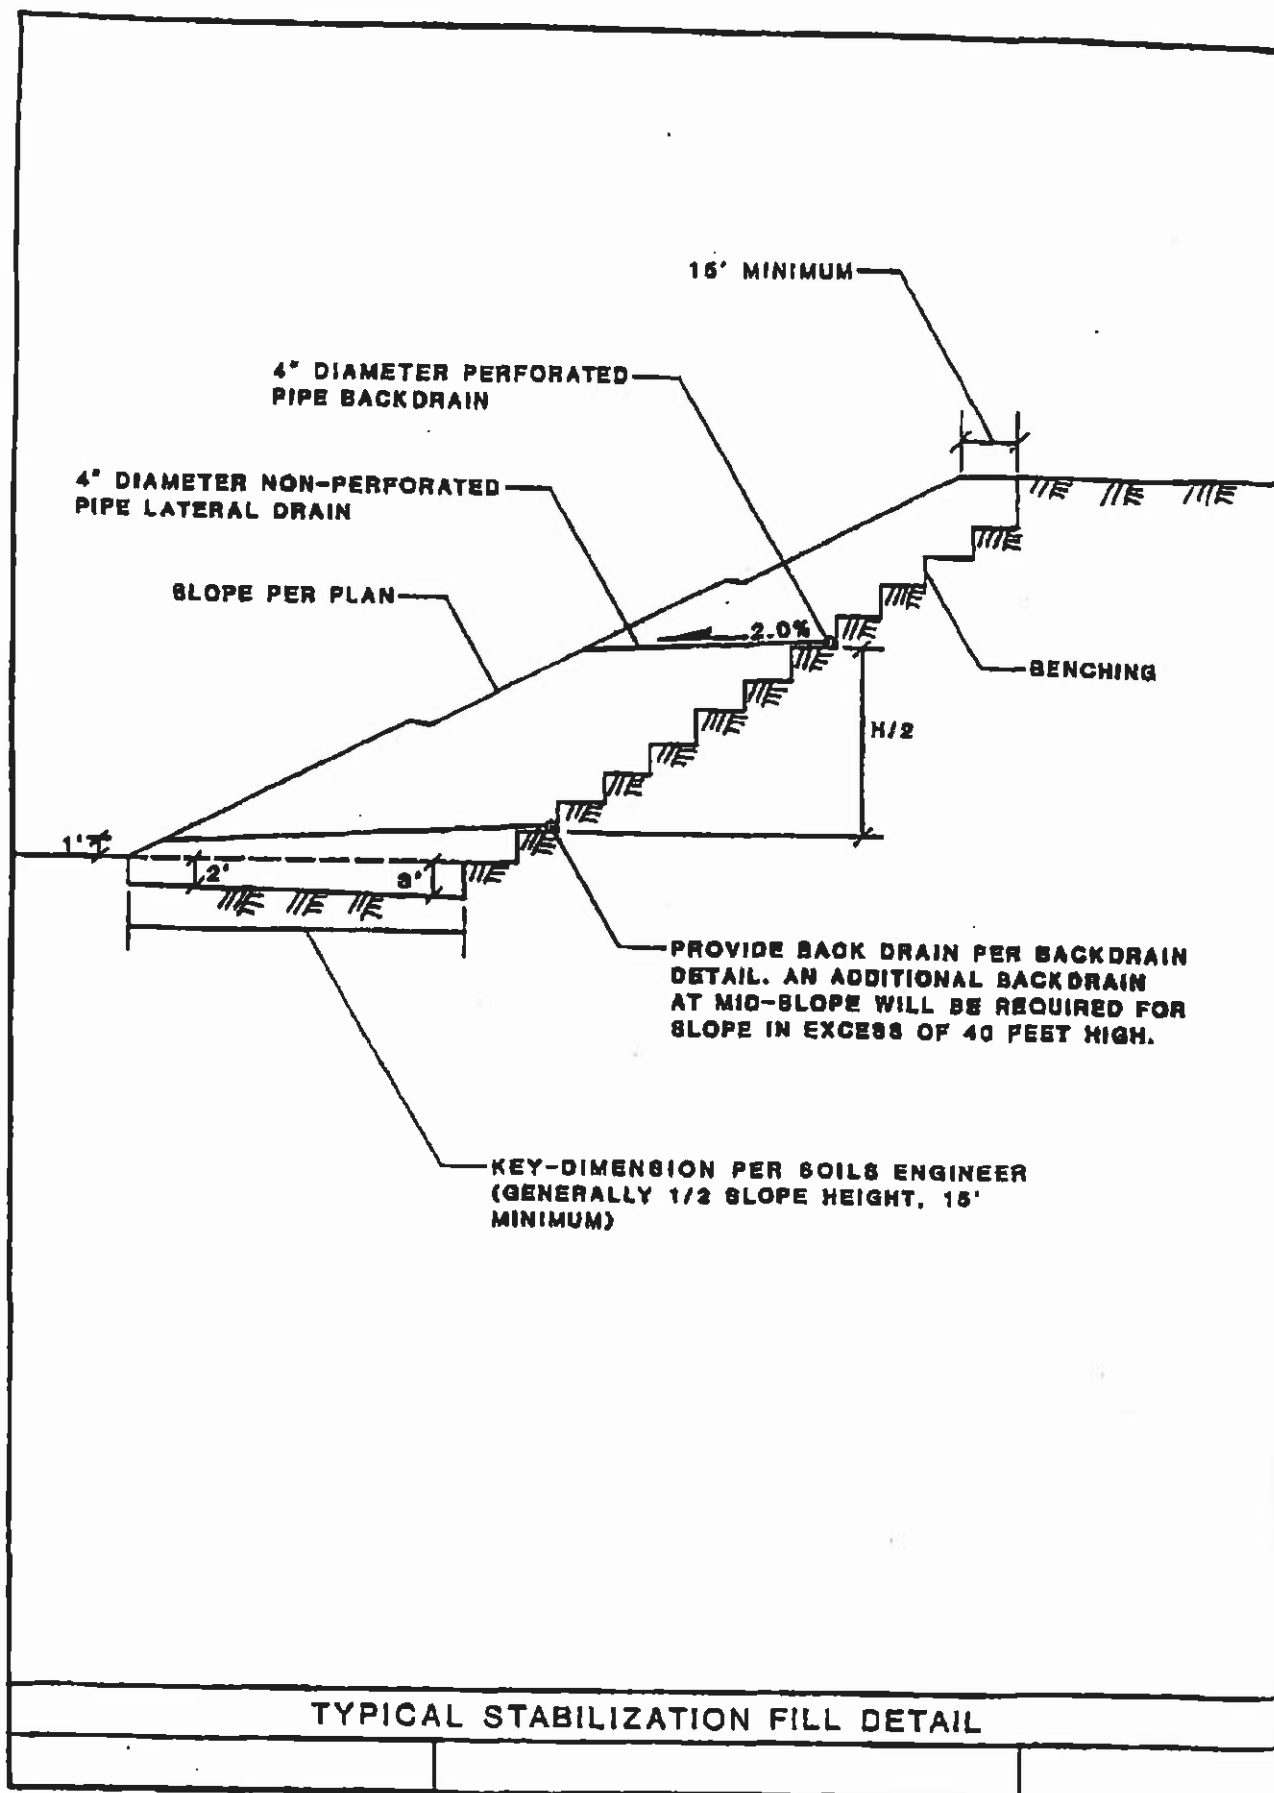 15' MINIMUM
4" DIAMETER PERFORATED
PIPE BACKDRAIN
4" DIAMETER NON-PERFORATED
PIPE LATERAL DRAIN
SLOPE PER PLAN
2.0%
BENCHING
H/2
1'
2'
3'
PROVIDE BACK DRAIN PER BACKDRAIN
DETAIL. AN ADDITIONAL BACKDRAIN
AT MID-SLOPE WILL BE REQUIRED FOR
SLOPE IN EXCESS OF 40 FEET HIGH.
KEY-DIMENSION PER SOILS ENGINEER
(GENERALLY 1/2 SLOPE HEIGHT, 15'
MINIMUM)
TYPICAL STABILIZATION FILL DETAIL